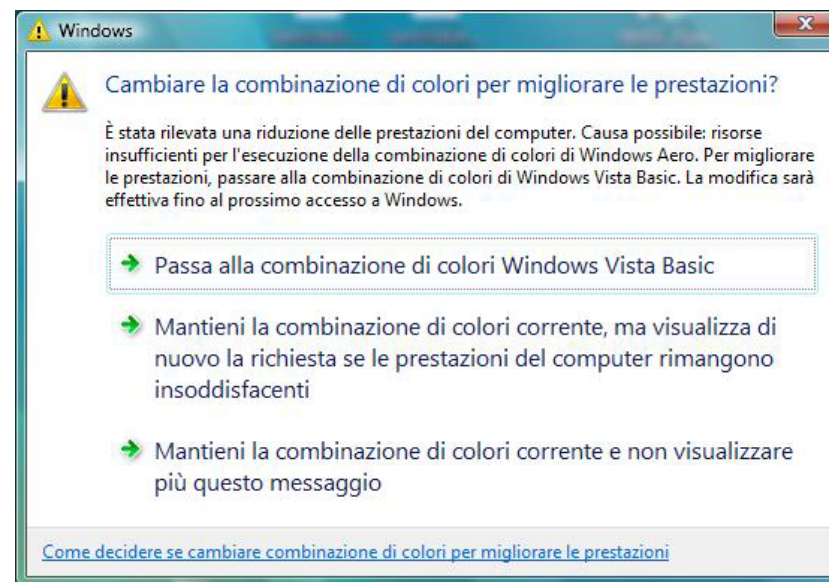 Windows
Cambiare la combinazione di colori per migliorare le prestazioni?
È stata rilevata una riduzione delle prestazioni del computer. Causa possibile: risorse
insufficienti per l'esecuzione della combinazione di colori di Windows Aero. Per migliorare
le prestazioni, passare alla combinazione di colori di Windows Vista Basic. La modifica sarà
effettiva fino al prossimo accesso a Windows.
Passa alla combinazione di colori Windows Vista Basic
Mantieni la combinazione di colori corrente, ma visualizza di
nuovo la richiesta se le prestazioni del computer rimangono
insoddisfacenti
Mantieni la combinazione di colori corrente e non visualizzare
più questo messaggio
Come decidere se cambiare combinazione di colori per migliorare le prestazioni